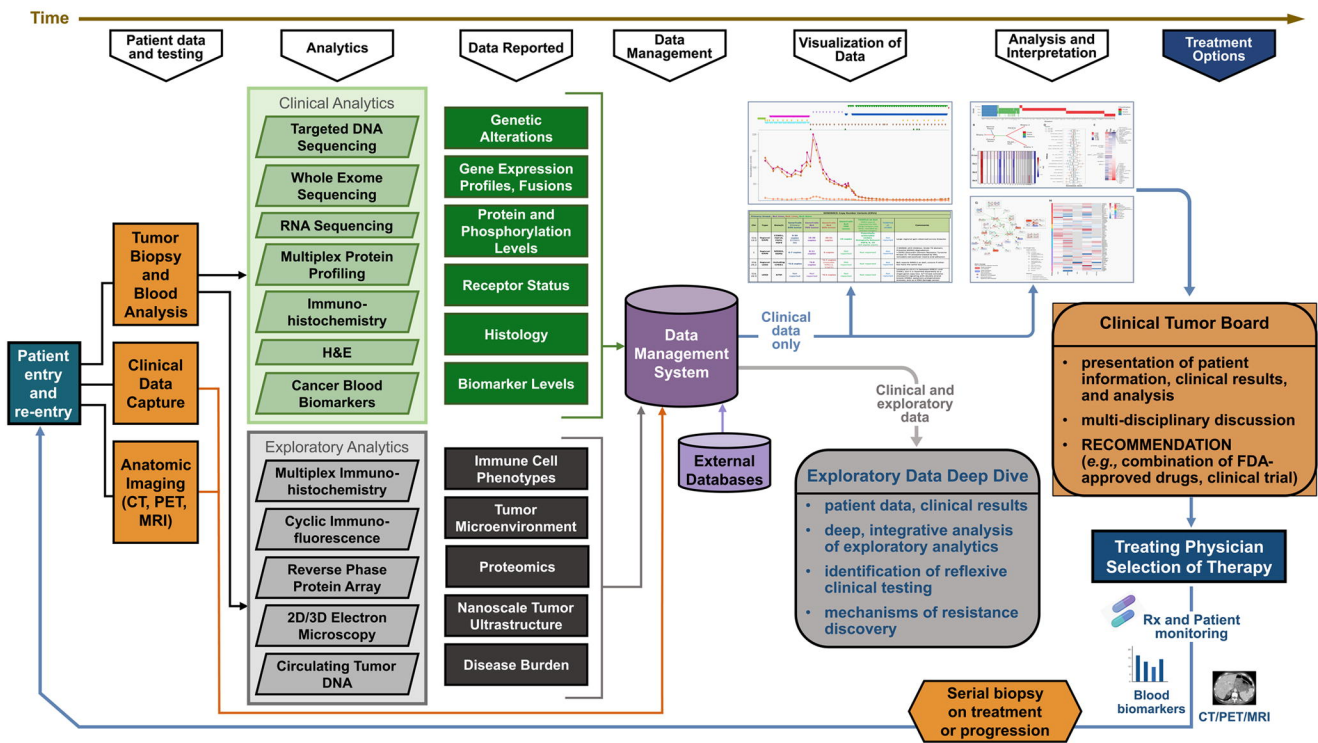 Time
Patient data
and testing
Analytics
Data Reported
Data
Management
Visualization of
Data
Analysis and
Interpretation
Treatment
Options
Patient
entry
and
re-entry
Tumor
Biopsy
and
Blood
Analysis
Clinical
Data
Capture
Anatomic
Imaging
(CT, PET,
MRI)
Clinical Analytics
Targeted DNA
Sequencing
Whole Exome
Sequencing
RNA Sequencing
Multiplex Protein
Profiling
Immuno-
histochemistry
H&E
Cancer Blood
Biomarkers
Exploratory Analytics
Multiplex Immuno-
histochemistry
Cyclic Immuno-
fluorescence
Reverse Phase
Protein Array
2D/3D Electron
Microscopy
Circulating Tumor
DNA
Genetic
Alterations
Gene Expression
Profiles, Fusions
Protein and
Phosphorylation
Levels
Receptor Status
Histology
Biomarker Levels
Immune Cell
Phenotypes
Tumor
Microenvironment
Proteomics
Nanoscale Tumor
Ultrastructure
Disease Burden
Data
Management
System
External
Databases
Clinical
data
only
Clinical and
exploratory
data
Exploratory Data Deep Dive
• patient data, clinical results
• deep, integrative analysis
of exploratory analytics
• identification of reflexive
clinical testing
• mechanisms of resistance
discovery
Clinical Tumor Board
• presentation of patient
information, clinical results,
and analysis
• multi-disciplinary discussion
• RECOMMENDATION
(e.g., combination of FDA-
approved drugs, clinical trial)
Treating Physician
Selection of Therapy
Rx and Patient
monitoring
Blood
biomarkers
CT/PET/MRI
Serial biopsy
on treatment
or progression